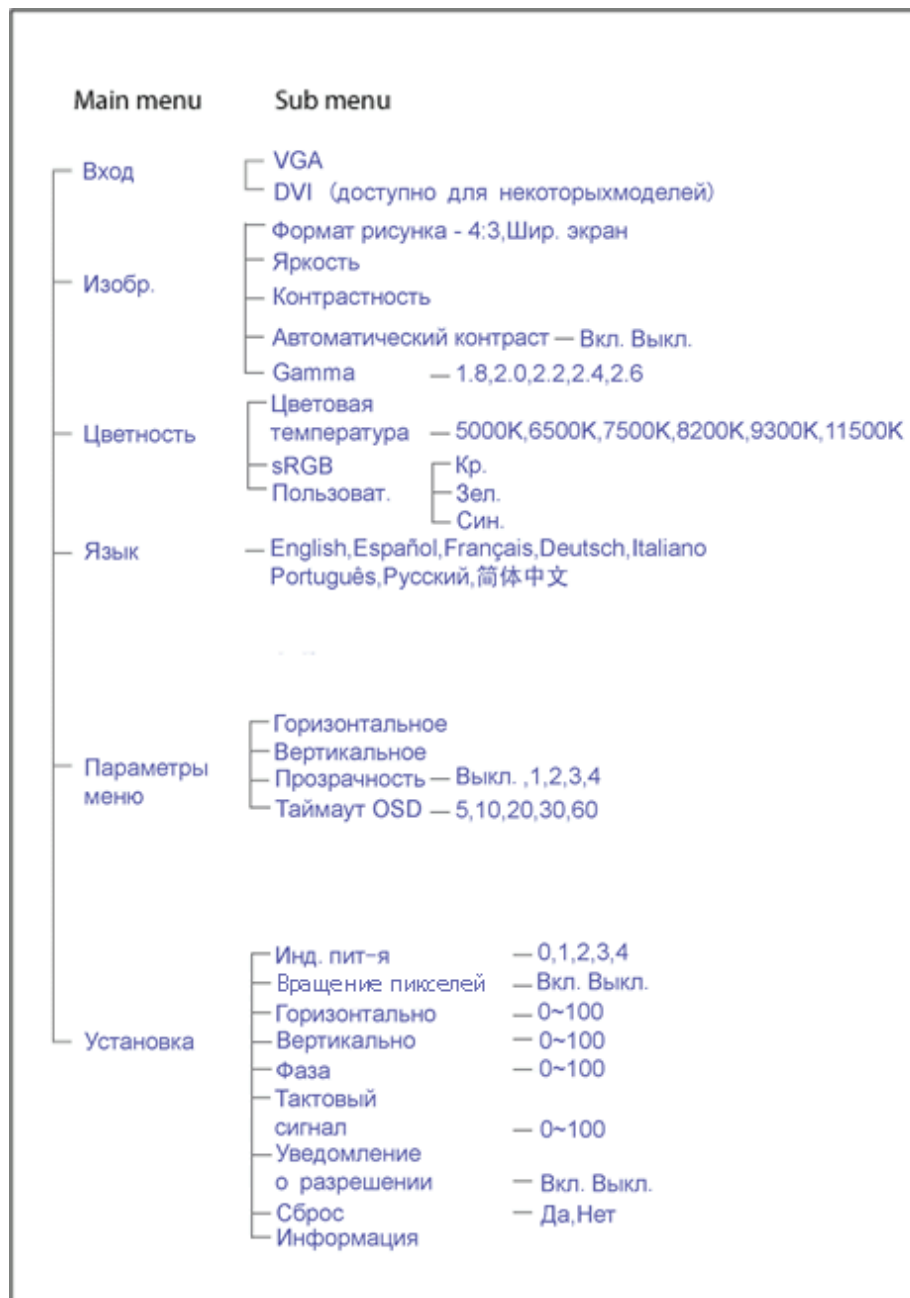 Main menu Sub menu
Вход
VGA
DVI (доступно для некоторыхмоделей)
Изобр.
Формат рисунка - 4:3,Шир. экран
Яркость
Контрастность
Автоматический контраст — Вкл. Выкл.
Gamma — 1.8,2.0,2.2,2.4,2.6
Цветность
Цветовая
температура — 5000K,6500K,7500K,8200K,9300K,11500K
sRGB
Пользоват.
Кр.
Зел.
Син.
Язык
— English,Español,Français,Deutsch,Italiano
Português,Русский,简体中文
Параметры
меню
Горизонтальное
Вертикальное
Прозрачность — Выкл. ,1,2,3,4
Таймаут OSD — 5,10,20,30,60
Установка
Инд. пит-я — 0,1,2,3,4
Вращение пикселей — Вкл. Выкл.
Горизонтально — 0~100
Вертикально — 0~100
Фаза — 0~100
Тактовый
сигнал — 0~100
Уведомление
о разрешении — Вкл. Выкл.
Сброс — Да,Нет
Информация